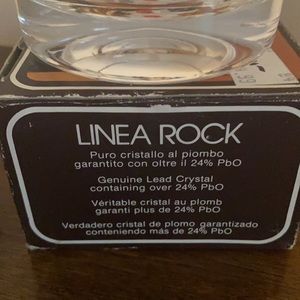 LINEA ROCK
Puro cristallo al piombo
garantito con oltre il 24% PbO
Genuine Lead Crystal
containing over 24% PbO
Véritable cristal au plomb
garanti plus de 24% PbO
Verdadero cristal de plomo garantizado
conteniendo más de 24% PbO